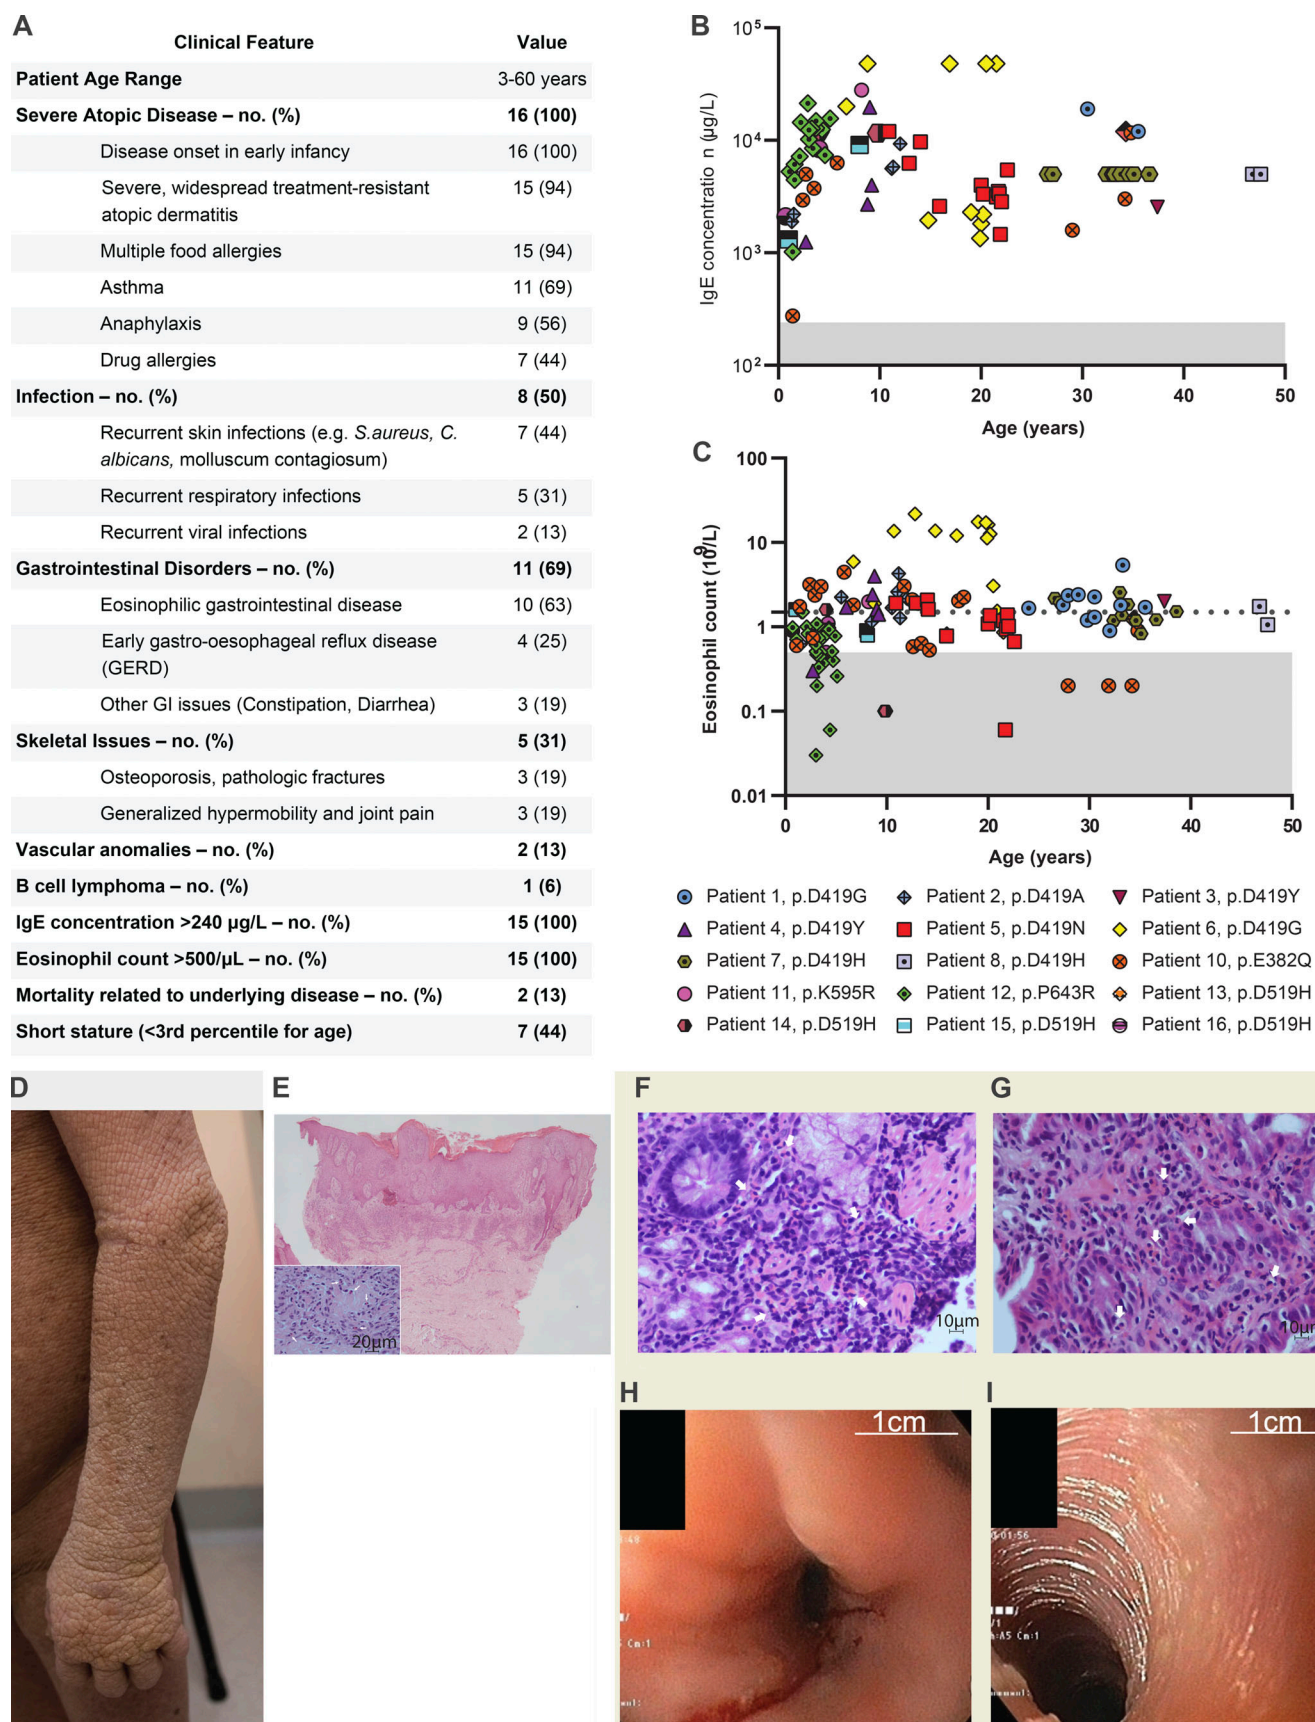 A
Clinical Feature Value
Patient Age Range 3-60 years
Severe Atopic Disease – no. (%) 16 (100)
Disease onset in early infancy 16 (100)
Severe, widespread treatment-resistant 15 (94)
atopic dermatitis
Multiple food allergies 15 (94)
Asthma 11 (69)
Anaphylaxis 9 (56)
Drug allergies 7 (44)
Infection – no. (%) 8 (50)
Recurrent skin infections (e.g. S.aureus, C. 7 (44)
albicans, molluscum contagiosum)
Recurrent respiratory infections 5 (31)
Recurrent viral infections 2 (13)
Gastrointestinal Disorders – no. (%) 11 (69)
Eosinophilic gastrointestinal disease 10 (63)
Early gastro-oesophageal reflux disease 4 (25)
(GERD)
Other GI issues (Constipation, Diarrhea) 3 (19)
Skeletal Issues – no. (%) 5 (31)
Osteoporosis, pathologic fractures 3 (19)
Generalized hypermobility and joint pain 3 (19)
Vascular anomalies – no. (%) 2 (13)
B cell lymphoma – no. (%) 1 (6)
IgE concentration >240 µg/L – no. (%) 15 (100)
Eosinophil count >500/µL – no. (%) 15 (100)
Mortality related to underlying disease – no. (%) 2 (13)
Short stature (<3rd percentile for age) 7 (44)
B
IgE concentratio n (µg/L)
10⁵
10⁴
10³
10²
0 10 20 30 40 50
Age (years)
C
Eosinophil count (10⁹/L)
100
10
1
0.1
0.01
0 10 20 30 40 50
Age (years)
Patient 1, p.D419G Patient 2, p.D419A Patient 3, p.D419Y
Patient 4, p.D419Y Patient 5, p.D419N Patient 6, p.D419G
Patient 7, p.D419H Patient 8, p.D419H Patient 10, p.E382Q
Patient 11, p.K595R Patient 12, p.P643R Patient 13, p.D519H
Patient 14, p.D519H Patient 15, p.D519H Patient 16, p.D519H
D
E
20µm
F
10µm
G
10µm
H
1cm
:48
Cm:1
I
1cm
01:56
/1
:A5 Cm:1